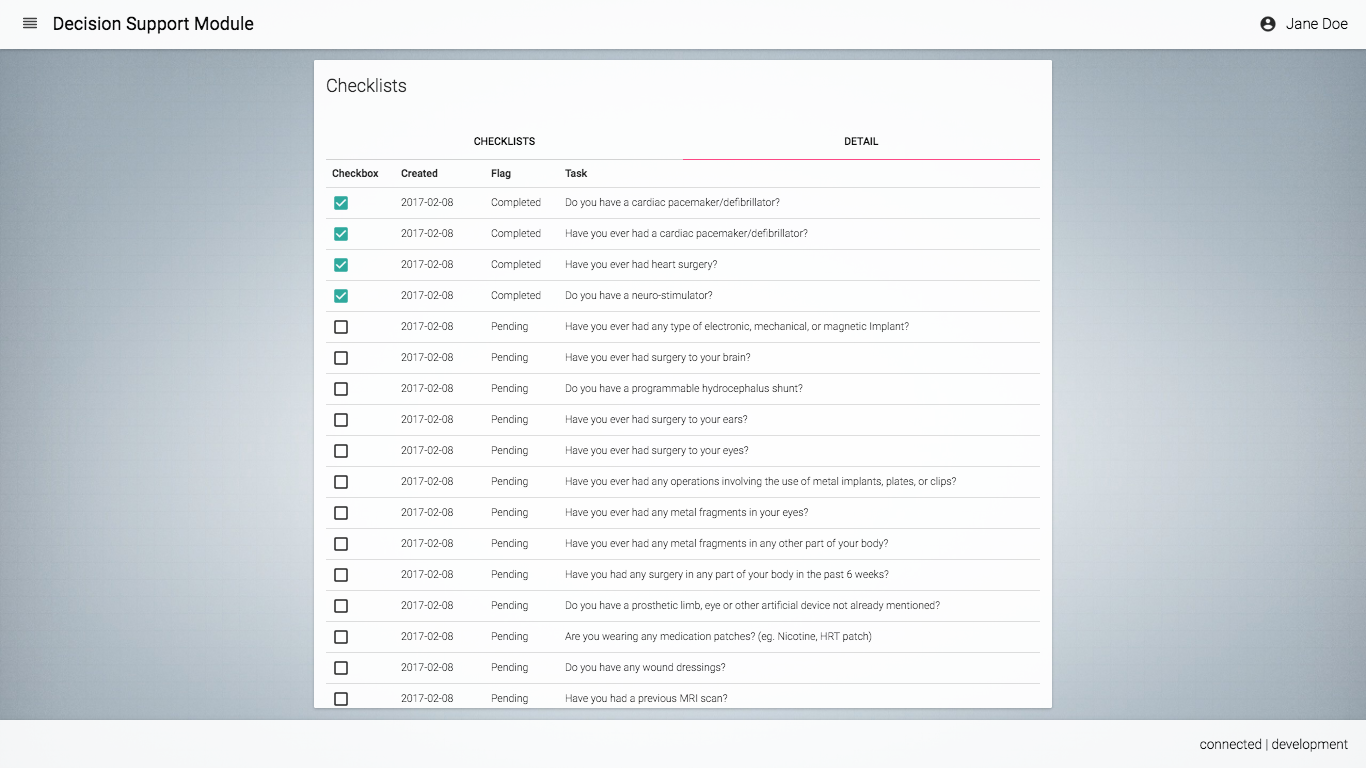 Decision Support Module
Jane Doe
Checklists
CHECKLISTS DETAIL
Checkbox Created Flag Task
2017-02-08 Completed Do you have a cardiac pacemaker/defibrillator?
2017-02-08 Completed Have you ever had a cardiac pacemaker/defibrillator?
2017-02-08 Completed Have you ever had heart surgery?
2017-02-08 Completed Do you have a neuro-stimulator?
2017-02-08 Pending Have you ever had any type of electronic, mechanical, or magnetic Implant?
2017-02-08 Pending Have you ever had surgery to your brain?
2017-02-08 Pending Do you have a programmable hydrocephalus shunt?
2017-02-08 Pending Have you ever had surgery to your ears?
2017-02-08 Pending Have you ever had surgery to your eyes?
2017-02-08 Pending Have you ever had any operations involving the use of metal implants, plates, or clips?
2017-02-08 Pending Have you ever had any metal fragments in your eyes?
2017-02-08 Pending Have you ever had any metal fragments in any other part of your body?
2017-02-08 Pending Have you had any surgery in any part of your body in the past 6 weeks?
2017-02-08 Pending Do you have a prosthetic limb, eye or other artificial device not already mentioned?
2017-02-08 Pending Are you wearing any medication patches? (eg. Nicotine, HRT patch)
2017-02-08 Pending Do you have any wound dressings?
2017-02-08 Pending Have you had a previous MRI scan?
connected | development